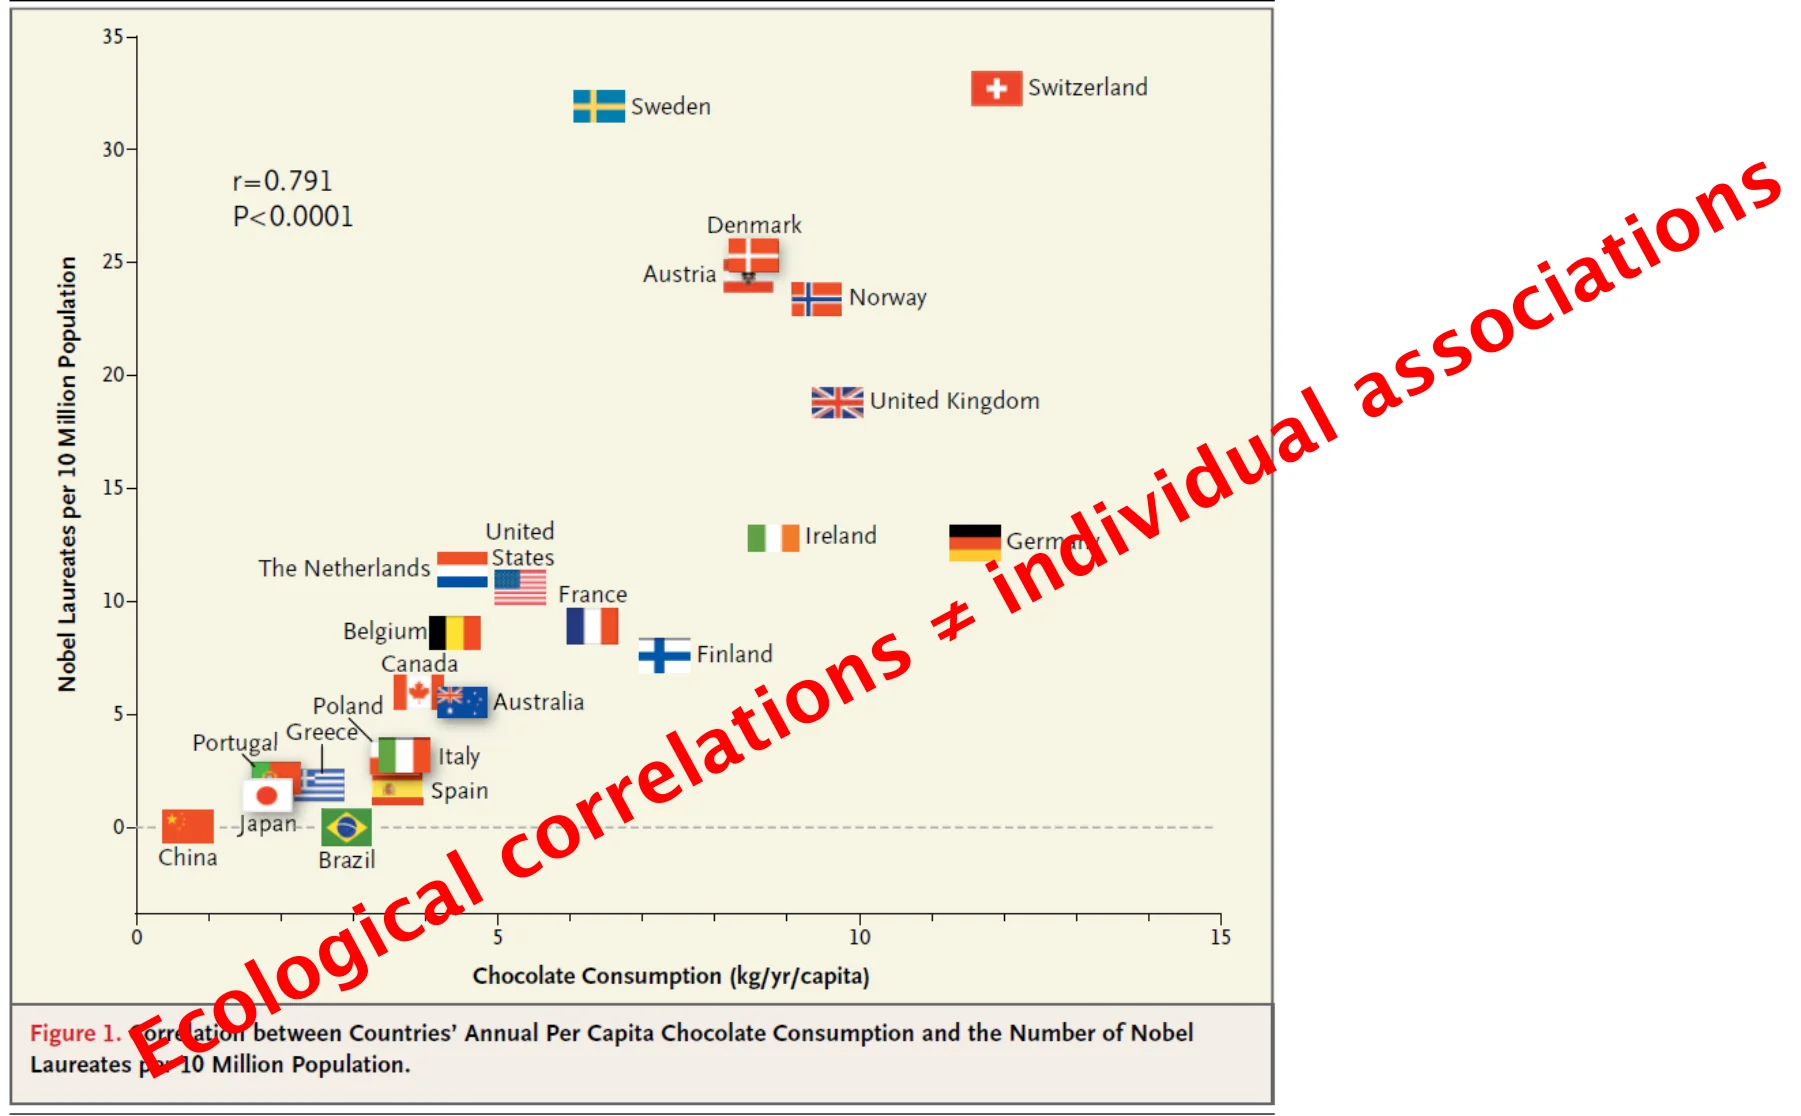 35
Sweden
Switzerland
30
r=0.791
P<0.0001
Denmark
25
Austria
Norway
20
United Kingdom
15
United
States
Ireland
Germany
The Netherlands
10
France
Belgium
Finland
Canada
Australia
5
Poland
Portugal
Greece
Italy
Spain
0
Japan
China
Brazil
Nobel Laureates per 10 Million Population
0
5
10
15
Chocolate Consumption (kg/yr/capita)
Figure 1. Correlation between Countries’ Annual Per Capita Chocolate Consumption and the Number of Nobel
Laureates per 10 Million Population.
Ecological correlations ≠ individual associations